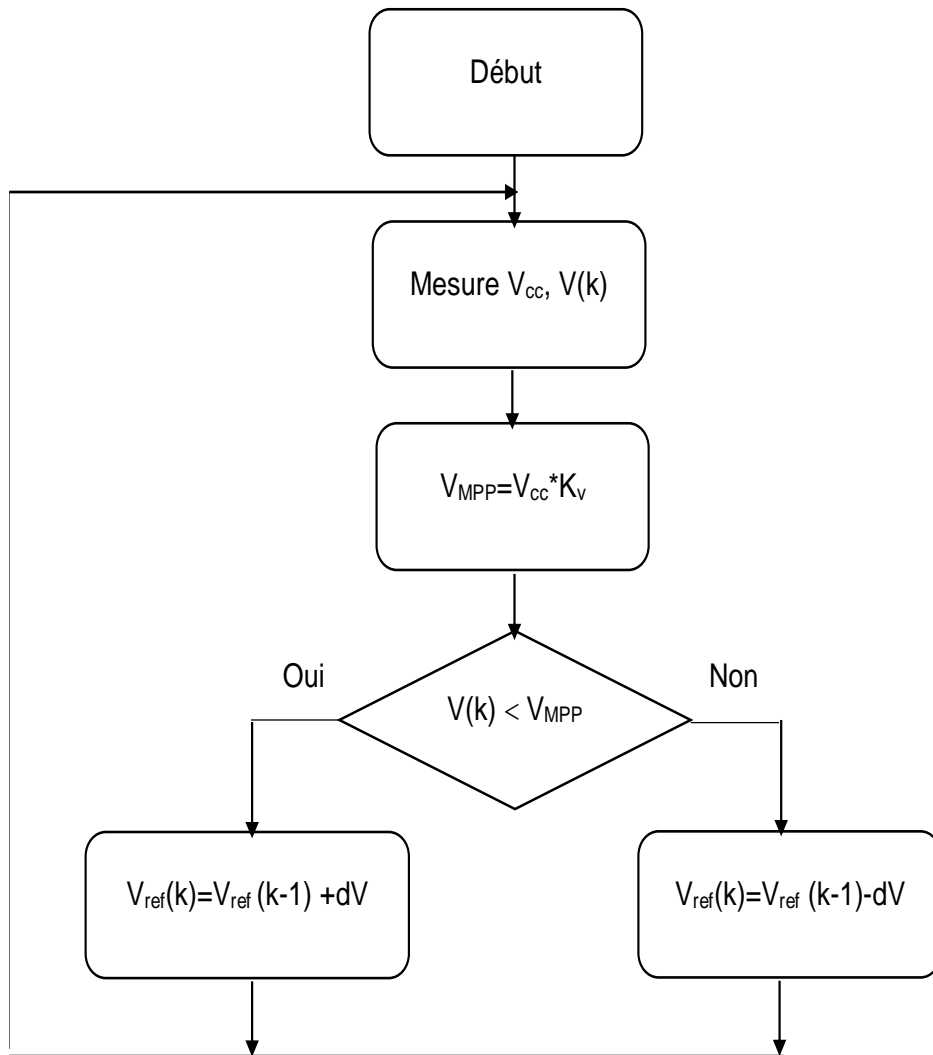 Début
Mesure Vcc, V(k)
VMPP=Vcc*Kv
Oui
Non
V(k) < VMPP
Vref(k)=Vref (k-1) +dV
Vref(k)=Vref (k-1)-dV